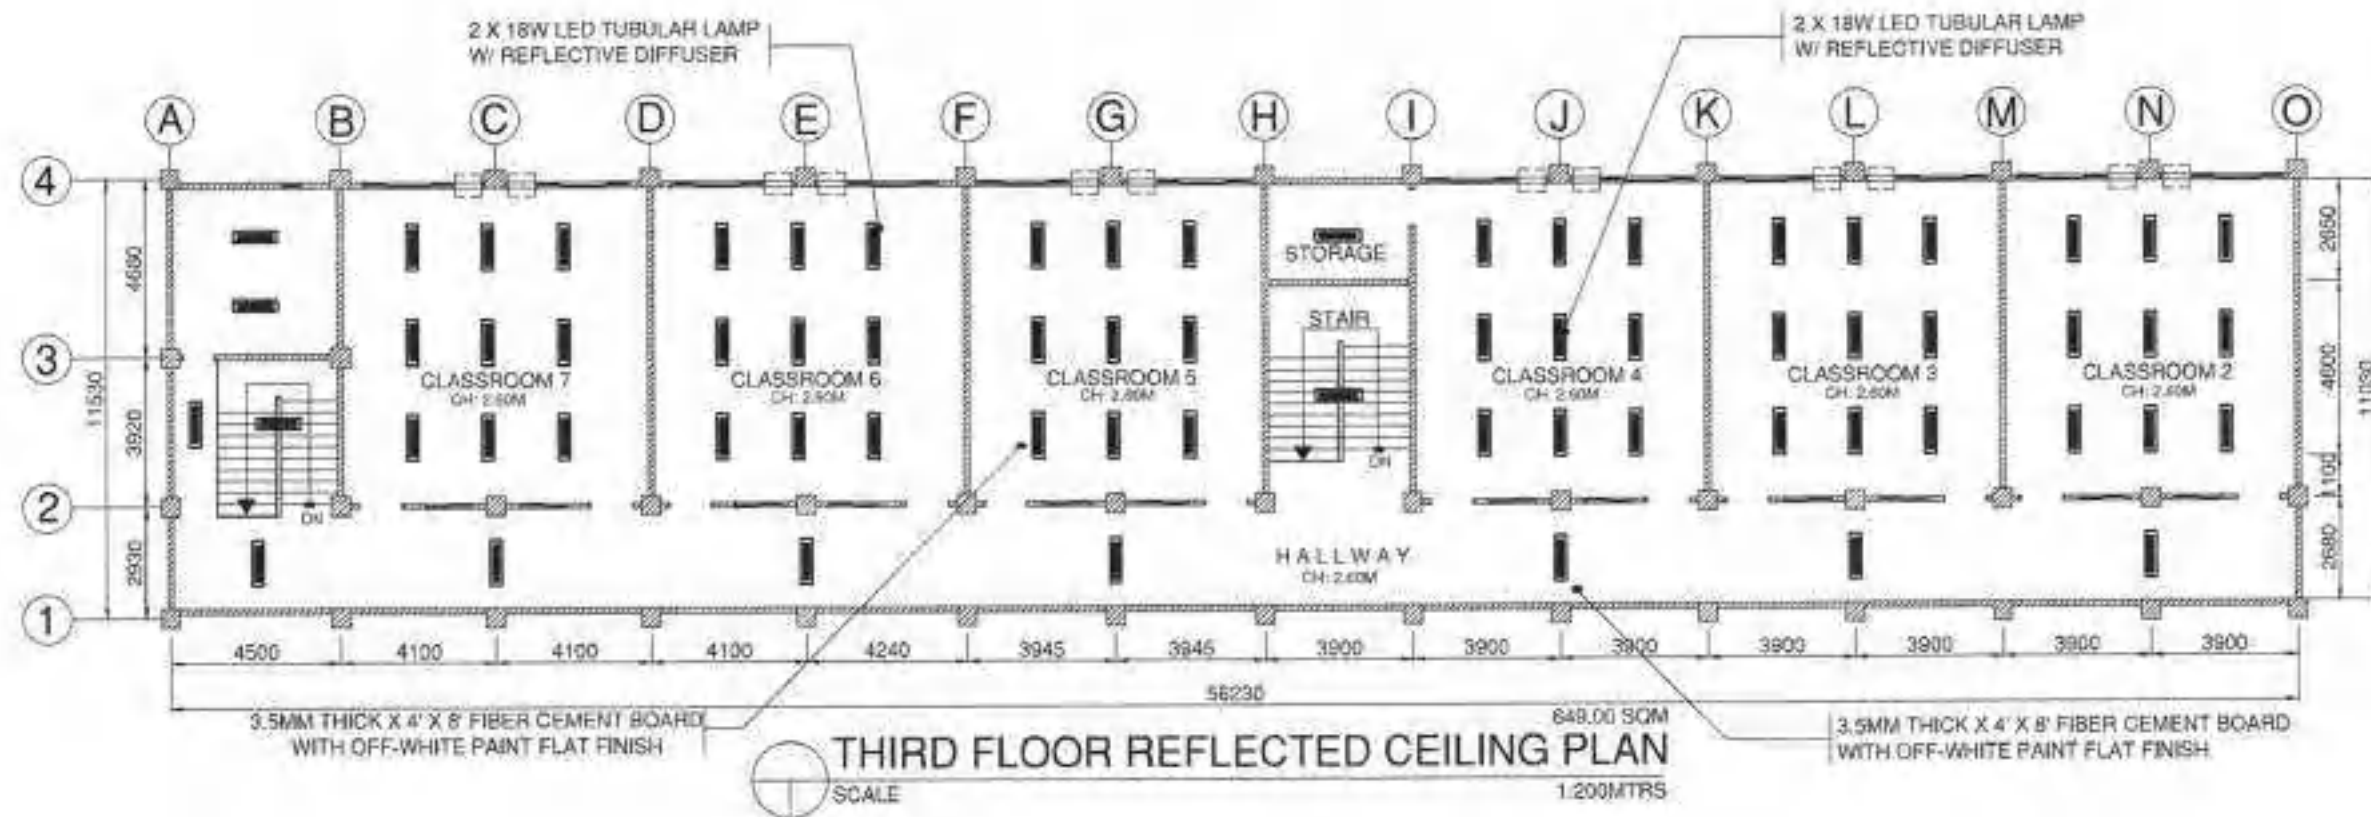 2 X 18W LED TUBULAR LAMP
W/ REFLECTIVE DIFFUSER
2 X 18W LED TUBULAR LAMP
W/ REFLECTIVE DIFFUSER
A B C D E F G H I J K L M N O
4
3
2
1
11530
4680
3920
2930
STORAGE
STAIR
DN
DN
CLASSROOM 7
CH: 2.60M
CLASSROOM 6
CH: 2.60M
CLASSROOM 5
CH: 2.60M
CLASSROOM 4
CH: 2.60M
CLASSROOM 3
CH: 2.60M
CLASSROOM 2
CH: 2.60M
HALLWAY
CH: 2.60M
2650
4600
1100
2680
11030
4500 4100 4100 4100 4240 3945 3945 3900 3900 3900 3900 3900 3900 3900
56230
3.5MM THICK X 4' X 8' FIBER CEMENT BOARD
WITH OFF-WHITE PAINT FLAT FINISH
649.00 SQM
THIRD FLOOR REFLECTED CEILING PLAN
SCALE 1:200MTRS
3.5MM THICK X 4' X 8' FIBER CEMENT BOARD
WITH OFF-WHITE PAINT FLAT FINISH